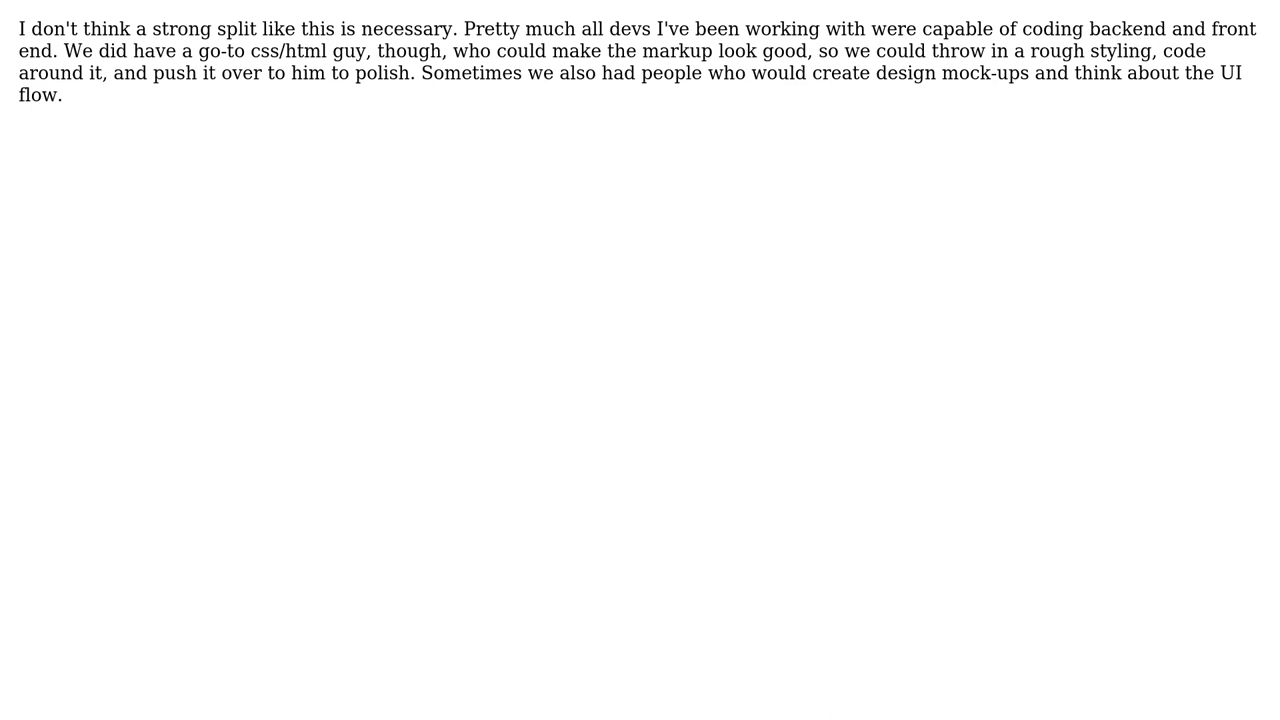 I don't think a strong split like this is necessary. Pretty much all devs I've been working with were capable of coding backend and front
end. We did have a go-to css/html guy, though, who could make the markup look good, so we could throw in a rough styling, code
around it, and push it over to him to polish. Sometimes we also had people who would create design mock-ups and think about the UI
flow.